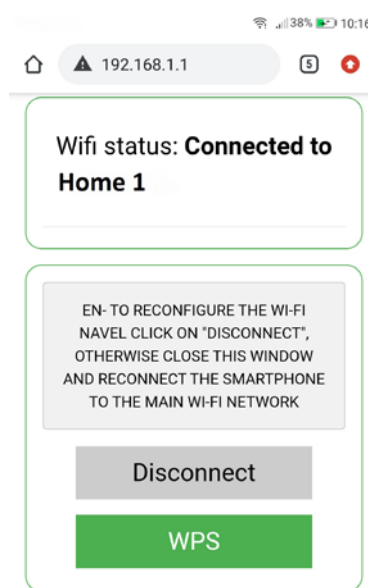 38% 10:16
192.168.1.1 5
Wifi status: Connected to
Home 1
EN- TO RECONFIGURE THE WI-FI
NAVEL CLICK ON "DISCONNECT",
OTHERWISE CLOSE THIS WINDOW
AND RECONNECT THE SMARTPHONE
TO THE MAIN WI-FI NETWORK
Disconnect
WPS